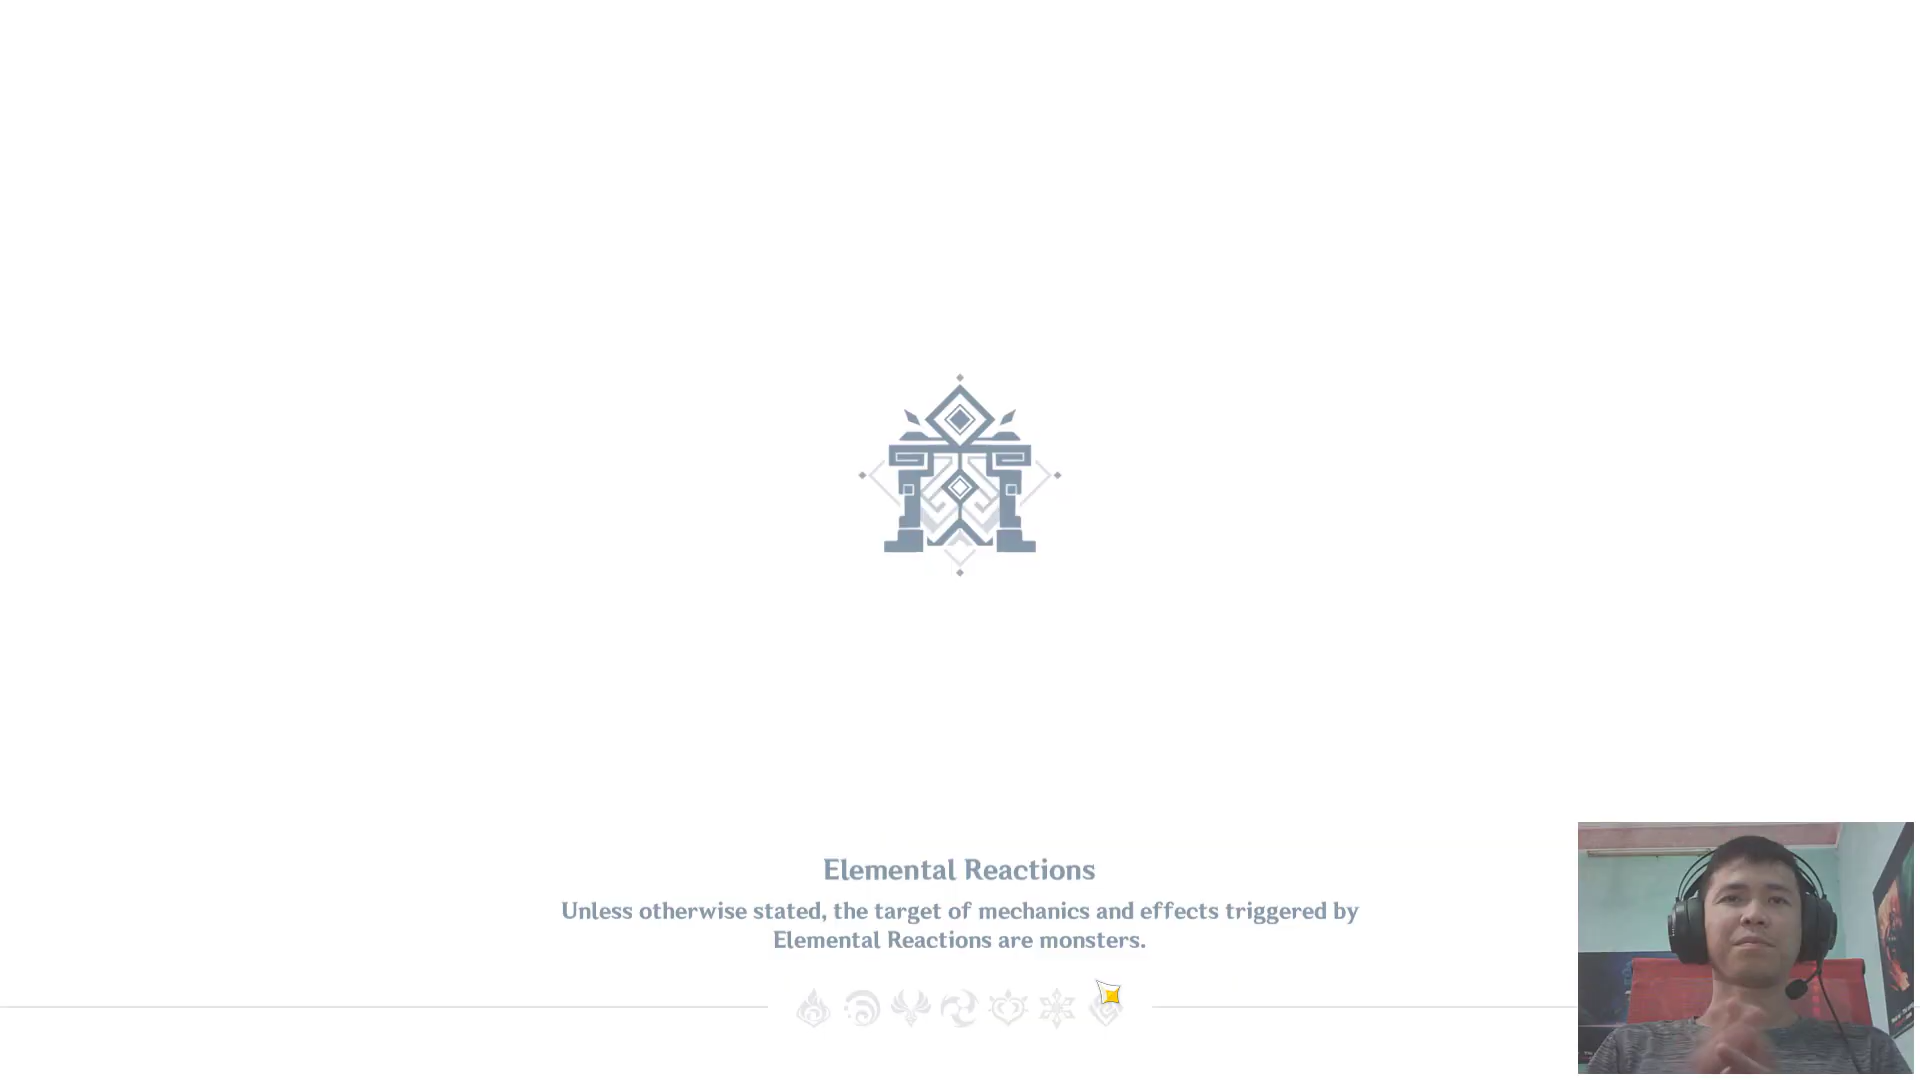 Elemental Reactions
Unless otherwise stated, the target of mechanics and effects triggered by
Elemental Reactions are monsters.